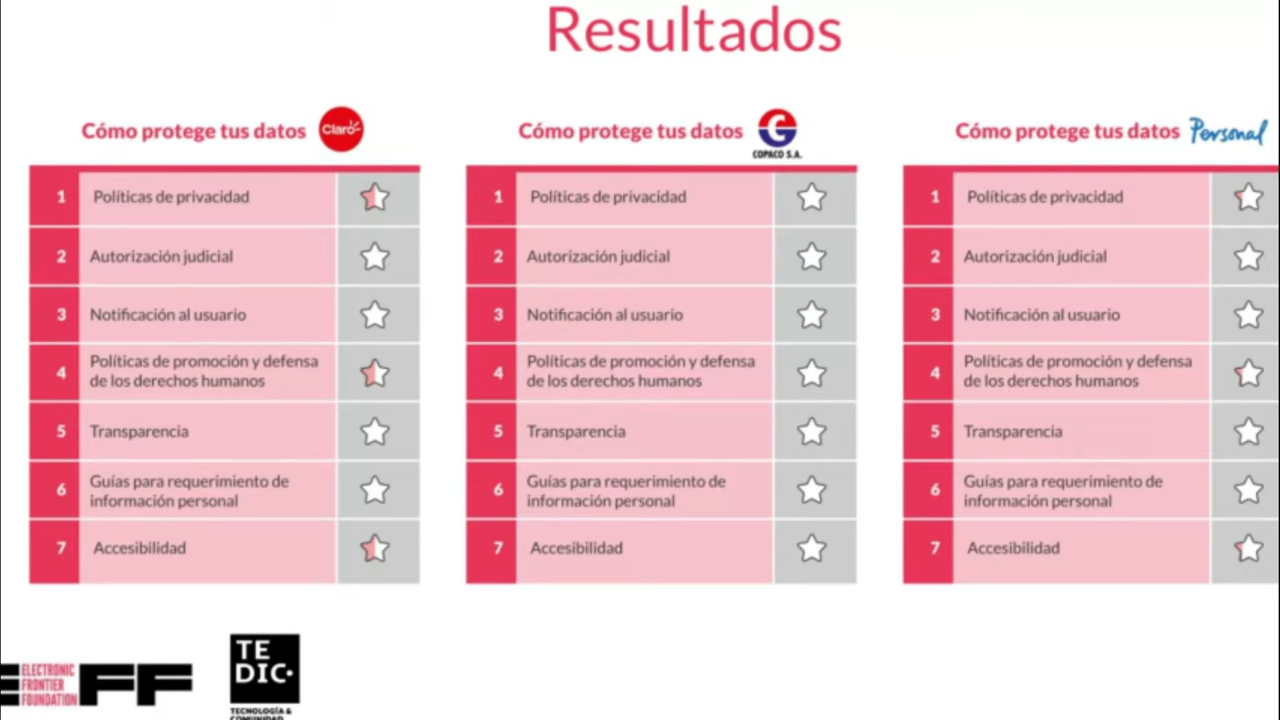 Resultados
Cómo protege tus datos Claro
1 Políticas de privacidad
2 Autorización judicial
3 Notificación al usuario
4 Políticas de promoción y defensa
de los derechos humanos
5 Transparencia
6 Guías para requerimiento de
información personal
7 Accesibilidad
Cómo protege tus datos G
COPACO S.A.
1 Políticas de privacidad
2 Autorización judicial
3 Notificación al usuario
4 Políticas de promoción y defensa
de los derechos humanos
5 Transparencia
6 Guías para requerimiento de
información personal
7 Accesibilidad
Cómo protege tus datos Personal
1 Políticas de privacidad
2 Autorización judicial
3 Notificación al usuario
4 Políticas de promoción y defensa
de los derechos humanos
5 Transparencia
6 Guías para requerimiento de
información personal
7 Accesibilidad
EFF
ELECTRONIC
FRONTIER
FOUNDATION
TE
DIC
TECNOLOGÍA &
COMUNIDAD